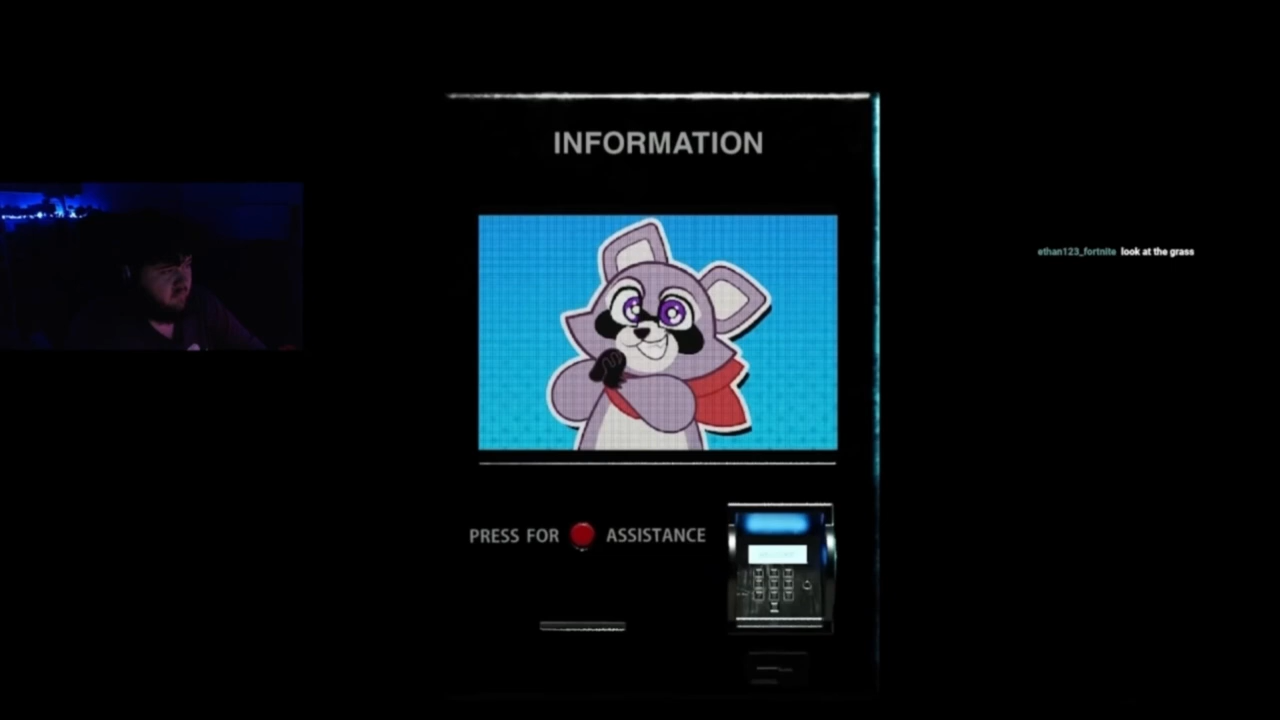 INFORMATION
ethan123_fortnite look at the grass
PRESS FOR ASSISTANCE